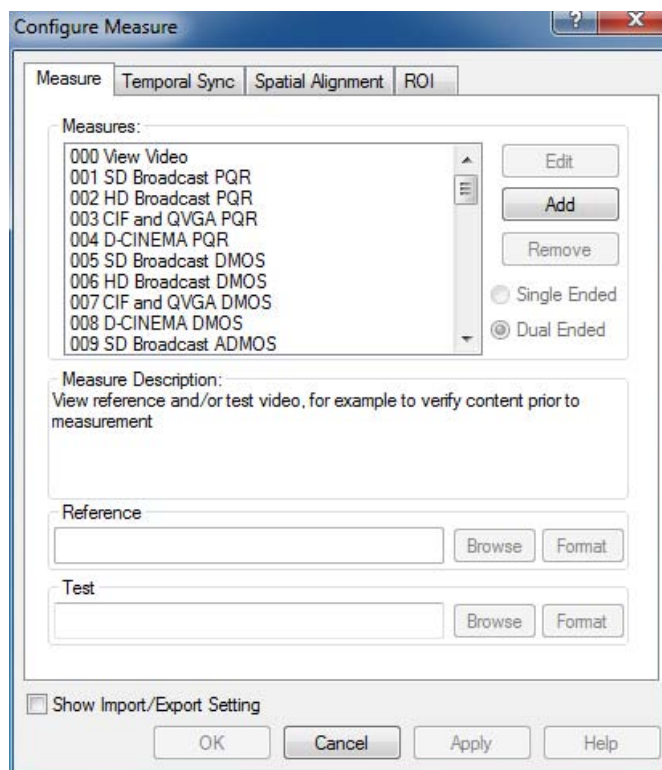 Configure Measure
?
X
Measure Temporal Sync Spatial Alignment ROI
Measures:
000 View Video
001 SD Broadcast PQR
002 HD Broadcast PQR
003 CIF and QVGA PQR
004 D-CINEMA PQR
005 SD Broadcast DMOS
006 HD Broadcast DMOS
007 CIF and QVGA DMOS
008 D-CINEMA DMOS
009 SD Broadcast ADMOS
Edit
Add
Remove
Single Ended
Dual Ended
Measure Description:
View reference and/or test video, for example to verify content prior to
measurement
Reference
Browse Format
Test
Browse Format
Show Import/Export Setting
OK Cancel Apply Help